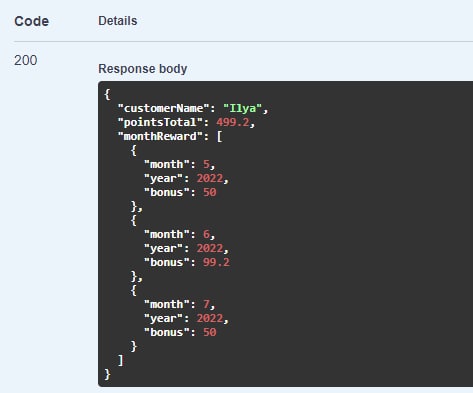 Code Details
200
Response body
{
  "customerName": "Ilya",
  "pointsTotal": 499.2,
  "monthReward": [
    {
      "month": 5,
      "year": 2022,
      "bonus": 50
    },
    {
      "month": 6,
      "year": 2022,
      "bonus": 99.2
    },
    {
      "month": 7,
      "year": 2022,
      "bonus": 50
    }
  ]
}